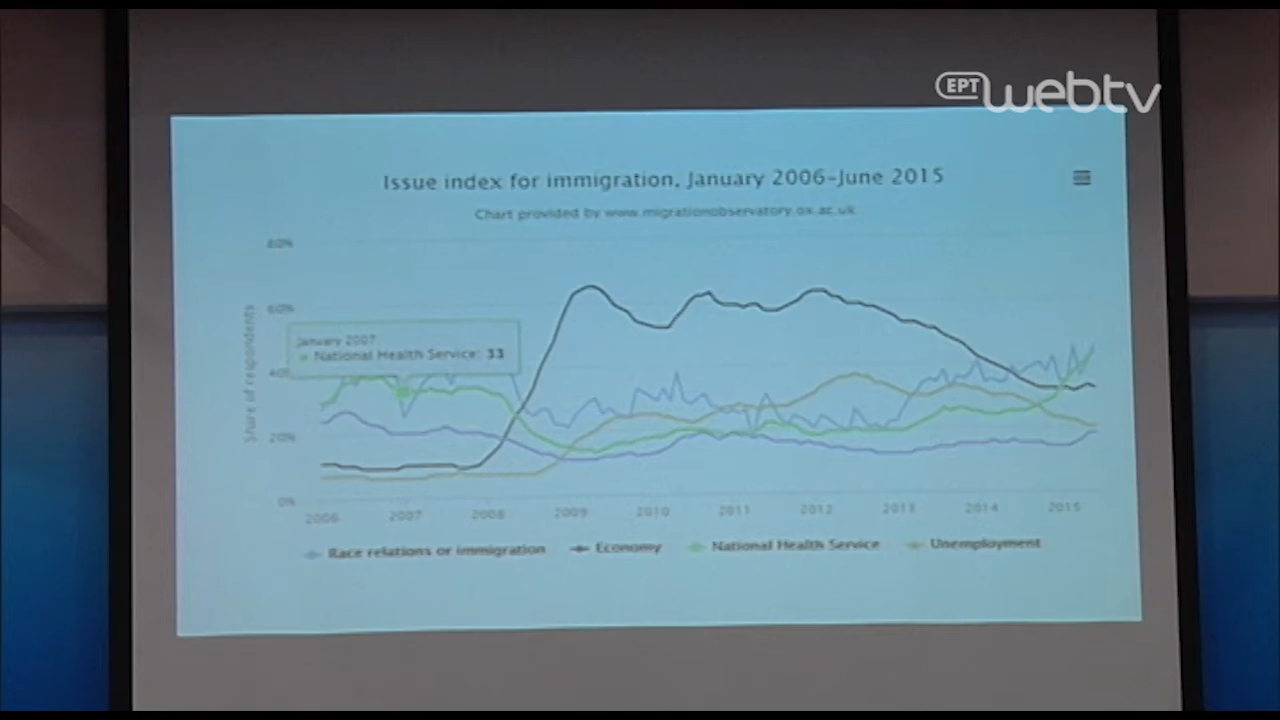 ΕΡΤ webtv
Issue index for immigration, January 2006–June 2015
Chart provided by www.migrationobservatory.ox.ac.uk
80%
60%
40%
20%
0%
Share of respondents
January 2007
National Health Service: 33
2006 2007 2008 2009 2010 2011 2012 2013 2014 2015
Race relations or immigration Economy National Health Service Unemployment